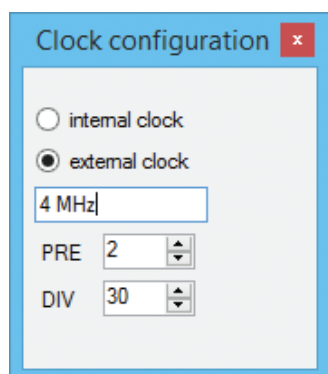 Clock configuration x
internal clock
external clock
4 MHz
PRE 2
DIV 30